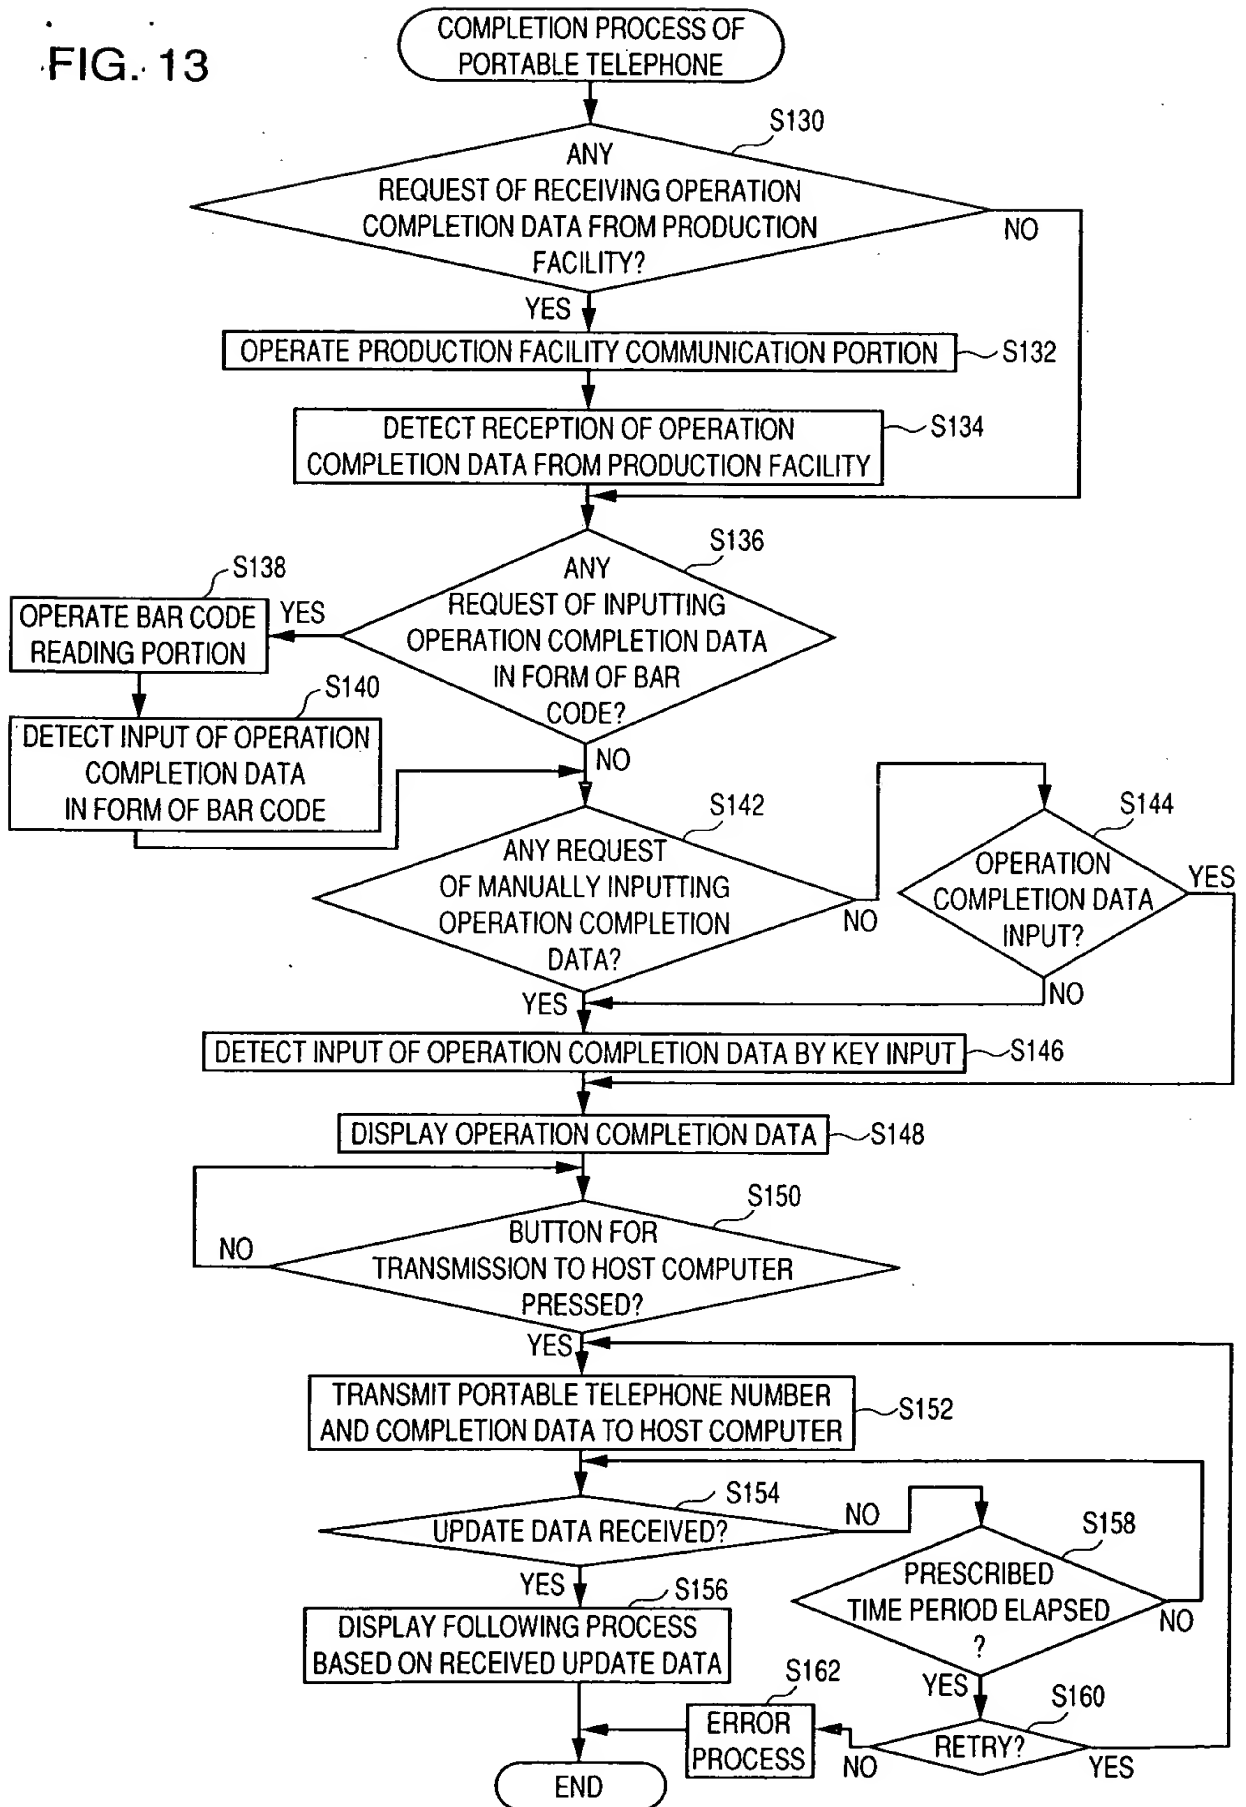 FIG. 13
COMPLETION PROCESS OF
PORTABLE TELEPHONE
S130
ANY
REQUEST OF RECEIVING OPERATION
COMPLETION DATA FROM PRODUCTION
FACILITY?
NO
YES
OPERATE PRODUCTION FACILITY COMMUNICATION PORTION
S132
DETECT RECEPTION OF OPERATION
COMPLETION DATA FROM PRODUCTION FACILITY
S134
S136
ANY
REQUEST OF INPUTTING
OPERATION COMPLETION DATA
IN FORM OF BAR
CODE?
YES
S138
OPERATE BAR CODE
READING PORTION
S140
DETECT INPUT OF OPERATION
COMPLETION DATA
IN FORM OF BAR CODE
NO
S142
ANY REQUEST
OF MANUALLY INPUTTING
OPERATION COMPLETION
DATA?
NO
S144
OPERATION
COMPLETION DATA
INPUT?
YES
NO
YES
DETECT INPUT OF OPERATION COMPLETION DATA BY KEY INPUT
S146
DISPLAY OPERATION COMPLETION DATA
S148
S150
BUTTON FOR
TRANSMISSION TO HOST COMPUTER
PRESSED?
NO
YES
TRANSMIT PORTABLE TELEPHONE NUMBER
AND COMPLETION DATA TO HOST COMPUTER
S152
S154
UPDATE DATA RECEIVED?
NO
S158
PRESCRIBED
TIME PERIOD ELAPSED
?
NO
YES
YES
S156
DISPLAY FOLLOWING PROCESS
BASED ON RECEIVED UPDATE DATA
S160
RETRY?
YES
NO
S162
ERROR
PROCESS
END